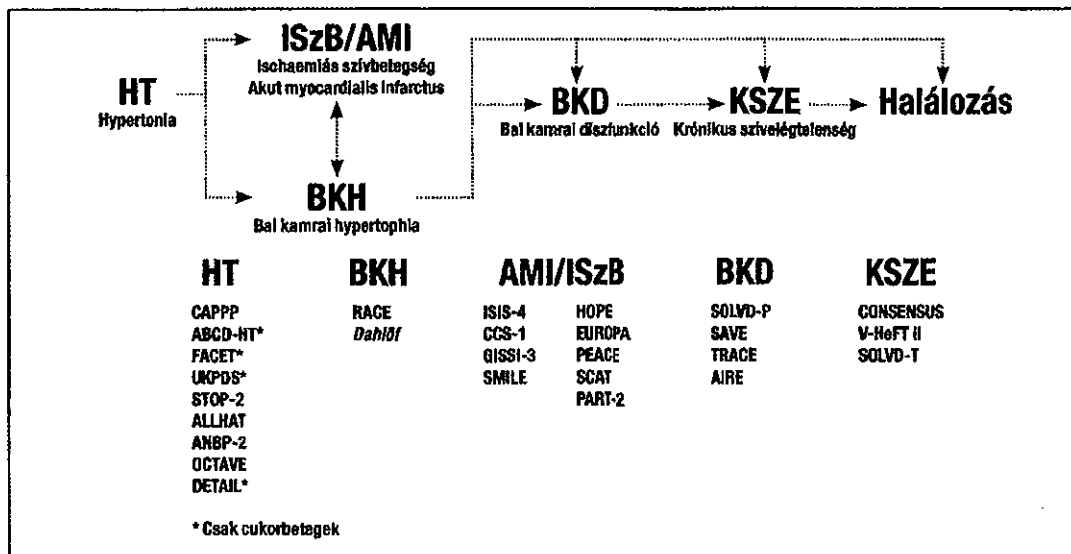 ISzB/AMI
Ischaemiás szívbetegség
Akut myocardialis infarctus
HT
Hypertonia
BKD
Bal kamrai diszfunkció
KSZE
Krónikus szívelégtelenség
Halálozás
BKH
Bal kamrai hypertophia
HT
CAPPP
ABCD-HT*
FACET*
UKPDS*
STOP-2
ALLHAT
ANBP-2
OCTAVE
DETAIL*
BKH
RACE
Dahlöf
AMI/ISzB
ISIS-4
CCS-1
GISSI-3
SMILE
HOPE
EUROPA
PEACE
SCAT
PART-2
BKD
SOLVD-P
SAVE
TRACE
AIRE
KSZE
CONSENSUS
V-HeFT II
SOLVD-T
* Csak cukorbetegek